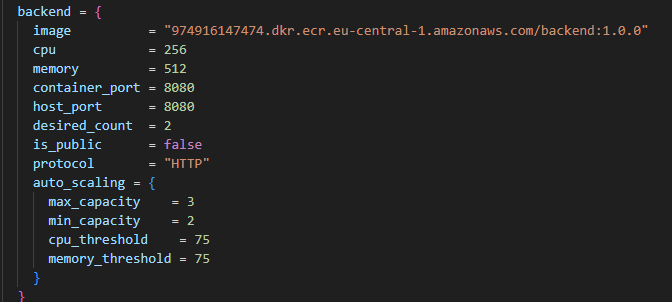 backend = {
  image          = "974916147474.dkr.ecr.eu-central-1.amazonaws.com/backend:1.0.0"
  cpu            = 256
  memory         = 512
  container_port = 8080
  host_port      = 8080
  desired_count  = 2
  is_public      = false
  protocol       = "HTTP"
  auto_scaling = {
    max_capacity    = 3
    min_capacity    = 2
    cpu_threshold    = 75
    memory_threshold = 75
  }
}